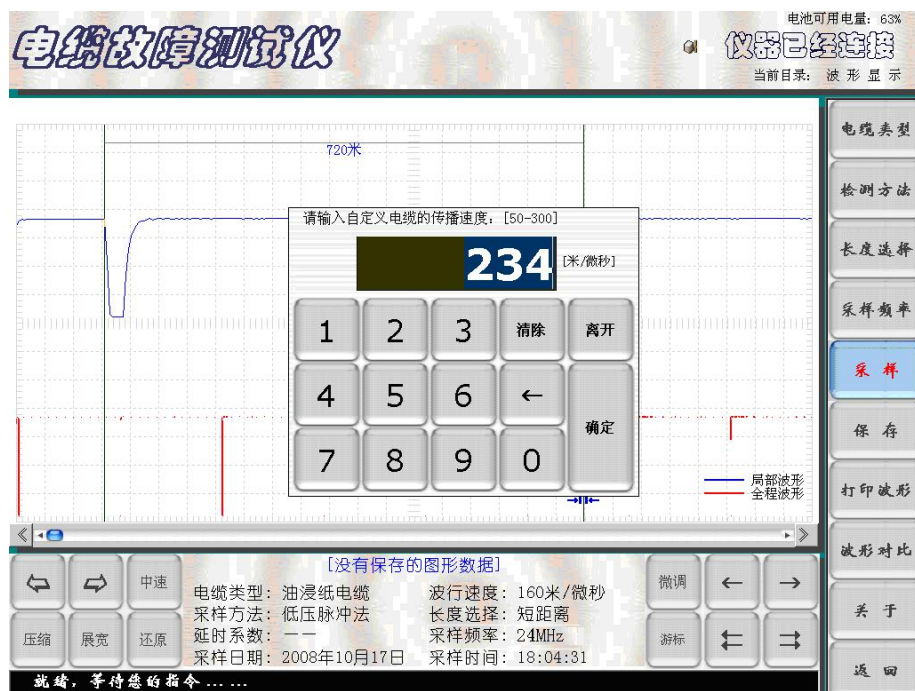 电池可用电量: 63%
电缆故障测试仪
仪器已经连接
当前目录: 波形显示
720米
请输入自定义电缆的传播速度: [50-300]
234 [米/微秒]
1 2 3 清除 离开
4 5 6 ←
确定
7 8 9 0
局部波形
全程波形
电缆类型
检测方法
长度选择
采样频率
采样
保存
打印波形
波形对比
关于
返回
[没有保存的图形数据]
中速
电缆类型: 油浸纸电缆 波行速度: 160米/微秒
采样方法: 低压脉冲法 长度选择: 短距离
延时系数: -- 采样频率: 24MHz
采样日期: 2008年10月17日 采样时间: 18:04:31
压缩 展宽 还原
微调 ← →
游标
就绪, 等待您的指令......